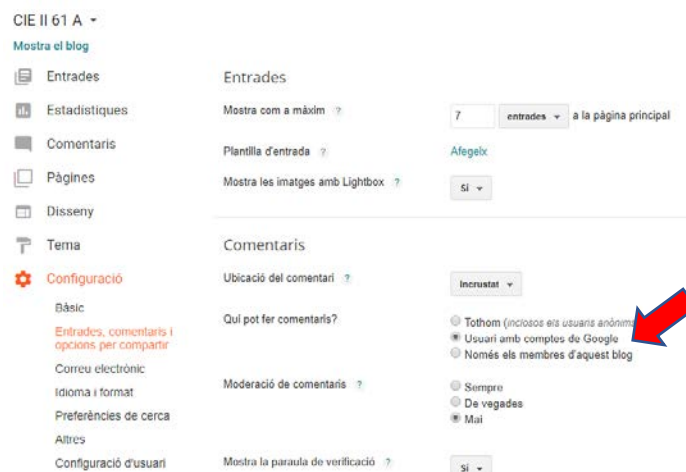 CIE II 61 A
Mostra el blog
Entrades
Estadístiques
Comentaris
Pàgines
Disseny
Tema
Configuració
Bàsic
Entrades, comentaris i
opcions per compartir
Correu electrònic
Idioma i format
Preferències de cerca
Altres
Configuració d'usuari
Entrades
Mostra com a màxim ?
7 entrades a la pàgina principal
Plantilla d'entrada ?
Afegeix
Mostra les imatges amb Lightbox ?
Sí
Comentaris
Ubicació del comentari ?
Incrustat
Qui pot fer comentaris?
Tothom (inclosos els usuaris anònims
Usuari amb comptes de Google
Només els membres d'aquest blog
Moderació de comentaris ?
Sempre
De vegades
Mai
Mostra la paraula de verificació ?
Sí